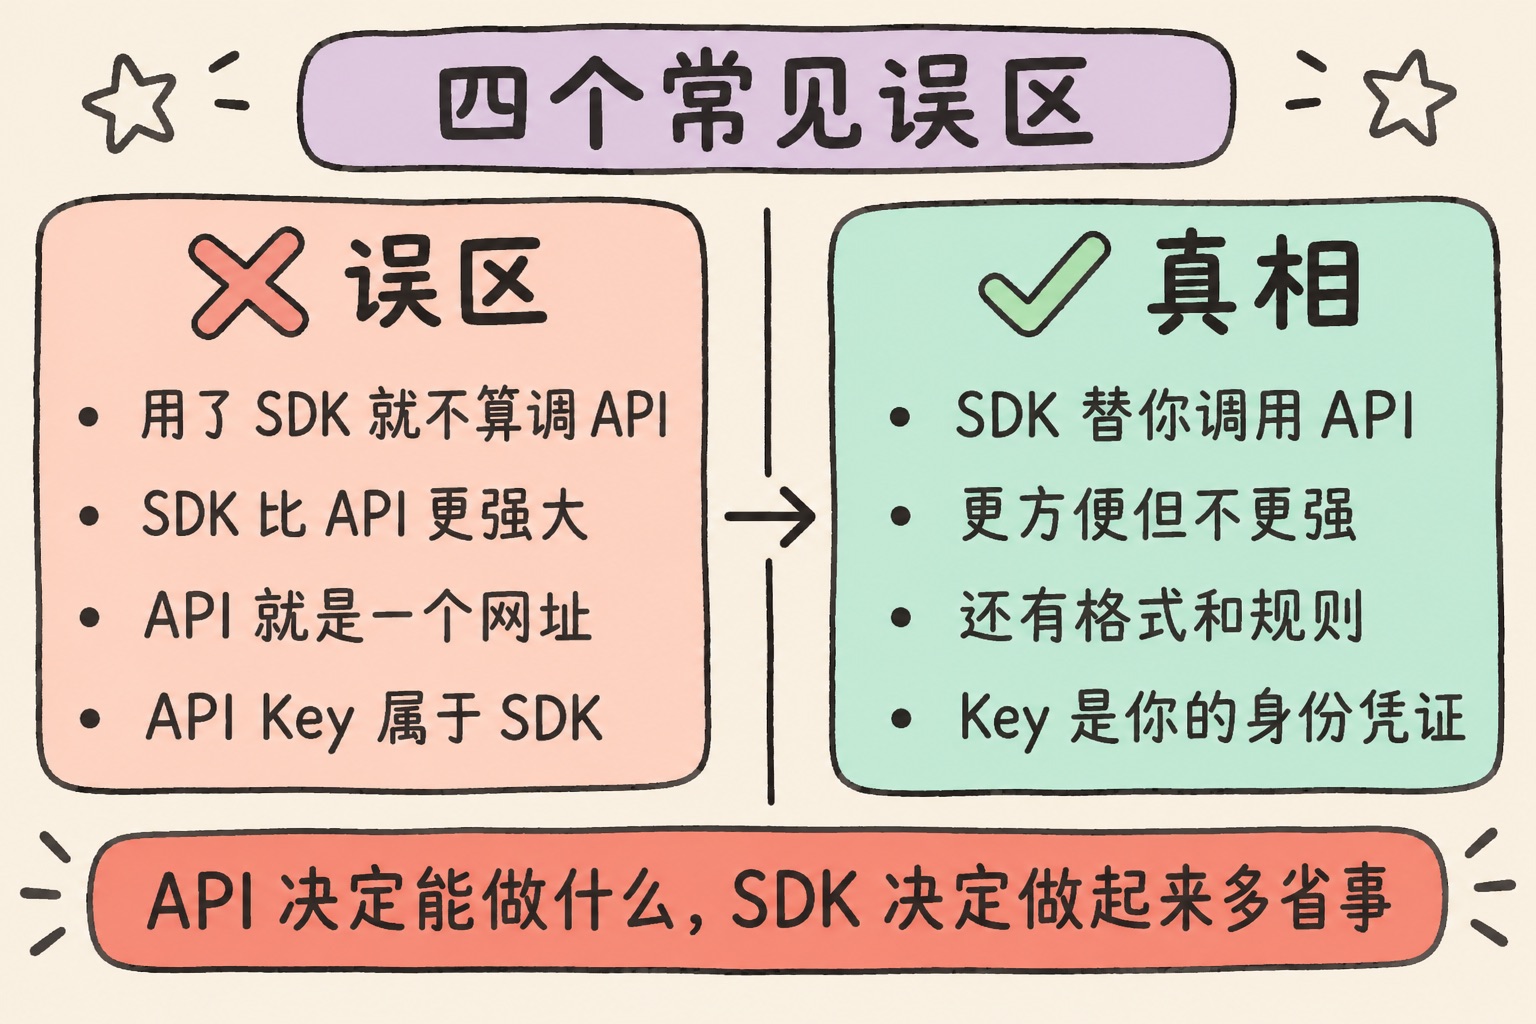 四个常见误区
误区
• 用了 SDK 就不算调 API
• SDK 比 API 更强大
• API 就是一个网址
• API Key 属于 SDK
真相
• SDK 替你调用 API
• 更方便但不更强
• 还有格式和规则
• Key 是你的身份凭证
API 决定能做什么, SDK 决定做起来多省事